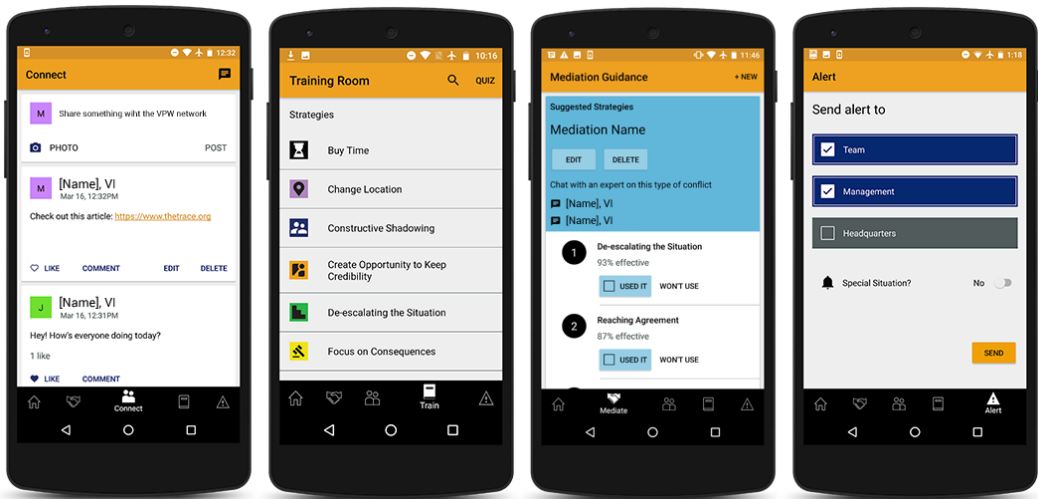 12:32
Connect
M
Share something wiht the VPW network
PHOTO
POST
M
[Name], VI
Mar 16, 12:32PM
Check out this article: https://www.thetrace.org
LIKE
COMMENT
EDIT
DELETE
J
[Name], VI
Mar 16, 12:31PM
Hey! How's everyone doing today?
1 like
LIKE
COMMENT
Connect
10:16
Training Room
QUIZ
Strategies
Buy Time
Change Location
Constructive Shadowing
Create Opportunity to Keep
Credibility
De-escalating the Situation
Focus on Consequences
Train
11:46
Mediation Guidance
+ NEW
Suggested Strategies
Mediation Name
EDIT
DELETE
Chat with an expert on this type of conflict
[Name], VI
[Name], VI
1
De-escalating the Situation
93% effective
USED IT
WON'T USE
2
Reaching Agreement
87% effective
USED IT
WON'T USE
Mediate
1:18
Alert
Send alert to
Team
Management
Headquarters
Special Situation?
No
SEND
Alert